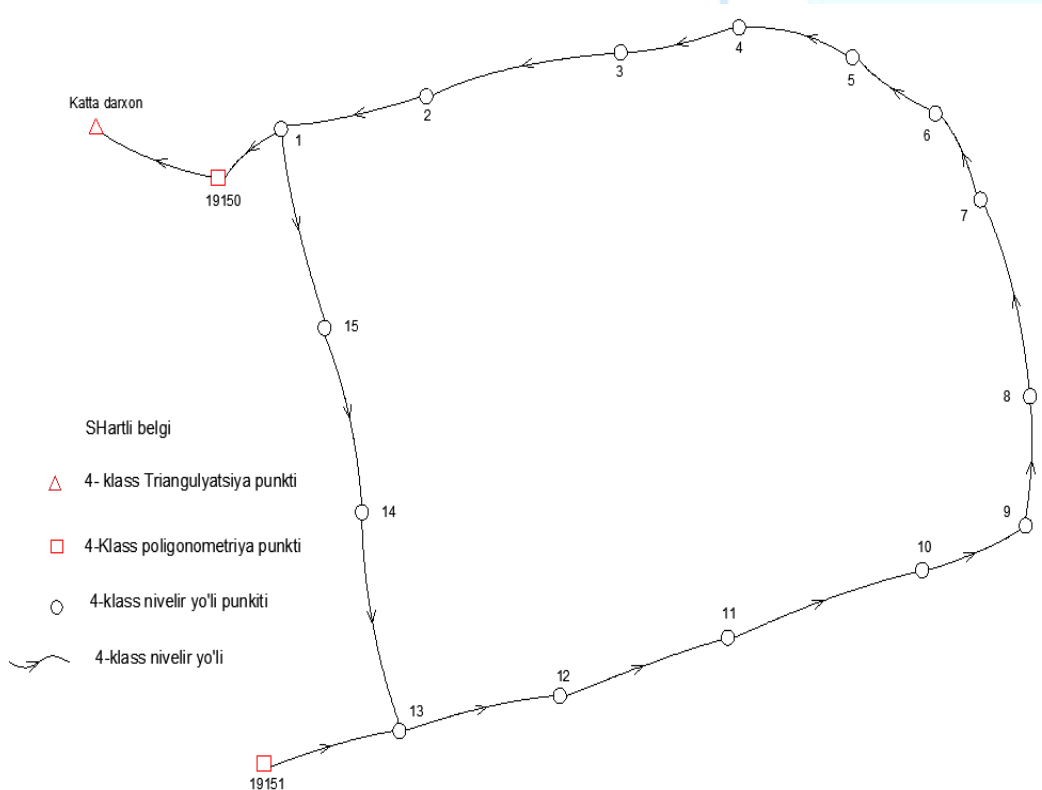 4
3
5
Katta darxon
2
6
1
19150
7
15
8
SHartli belgi
4- klass Triangulyatsiya punkti
14
9
4-Klass poligonometriya punkti
10
4-klass nivelir yo'li punkiti
11
4-klass nivelir yo'li
12
13
19151